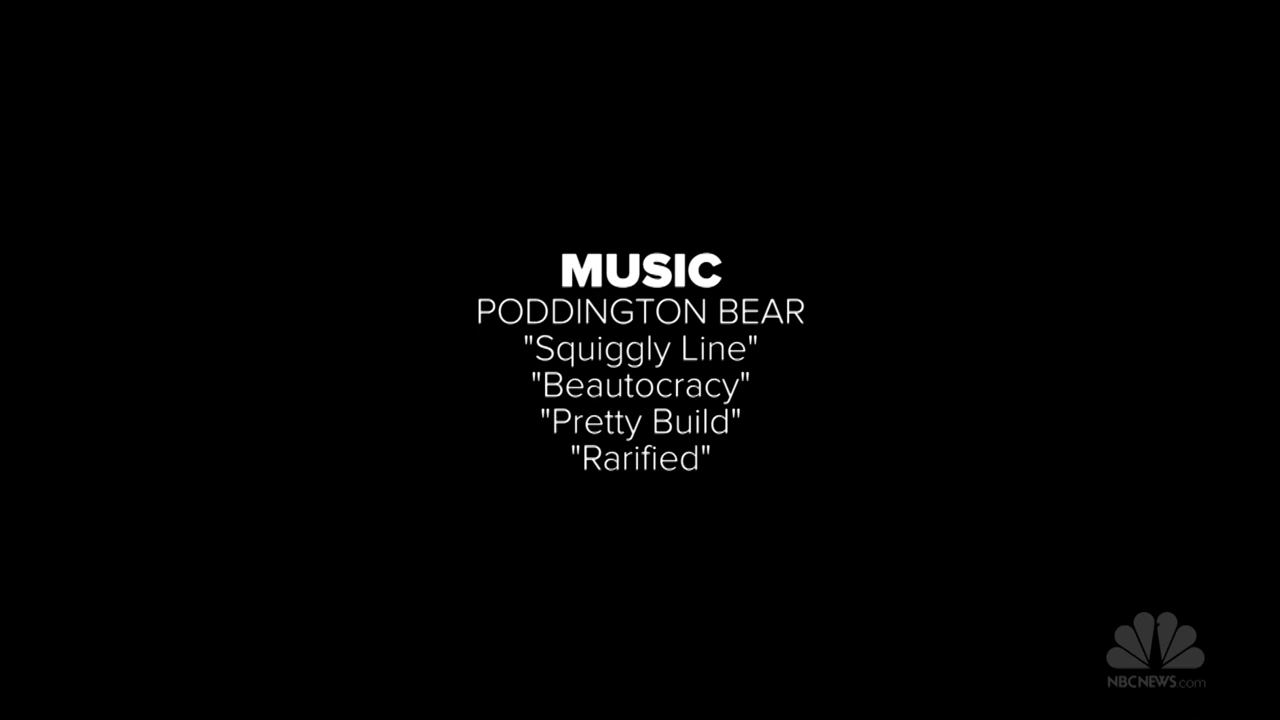 MUSIC
PODDINGTON BEAR
"Squiggly Line"
"Beautocracy"
"Pretty Build"
"Rarified"
NBCNEWS.com